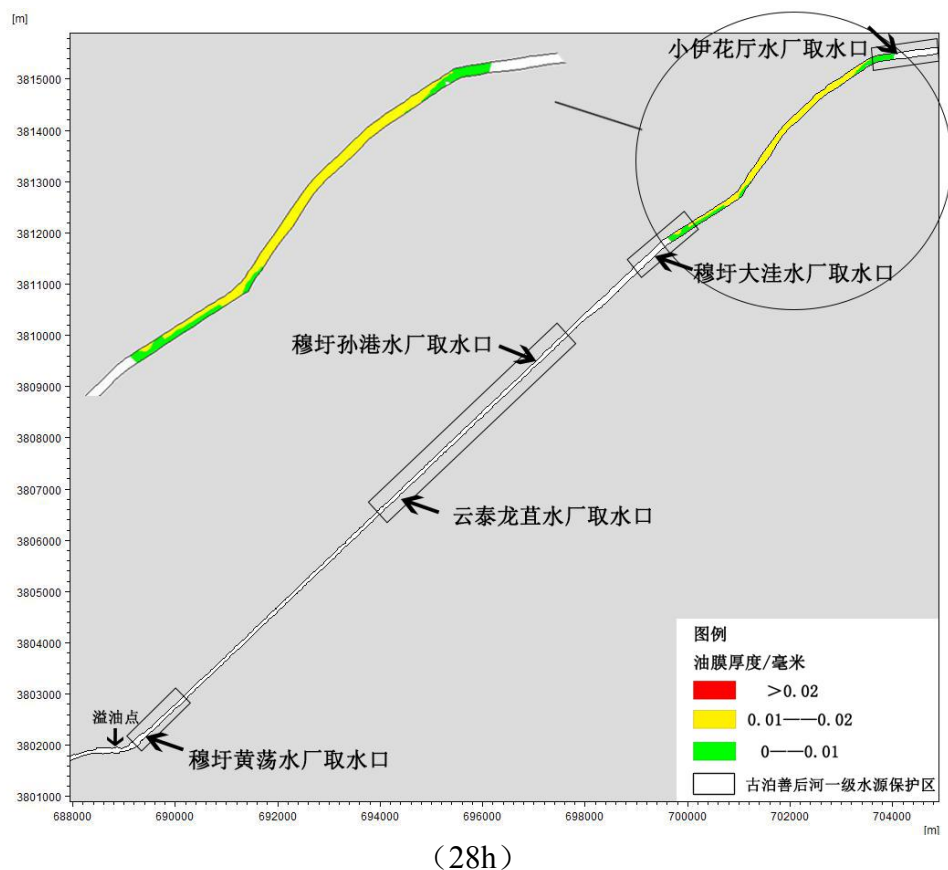 [m]
小伊花厅水厂取水口
3815000
3814000
3813000
3812000
穆圩大洼水厂取水口
3811000
3810000
穆圩孙港水厂取水口
3809000
3808000
3807000
云泰龙苴水厂取水口
3806000
3805000
3804000
3803000
3802000
3801000
溢油点
穆圩黄荡水厂取水口
图例
油膜厚度/毫米
>0.02
0.01——0.02
0——0.01
古泊善后河一级水源保护区
688000 690000 692000 694000 696000 698000 700000 702000 704000
[m]
（28h）